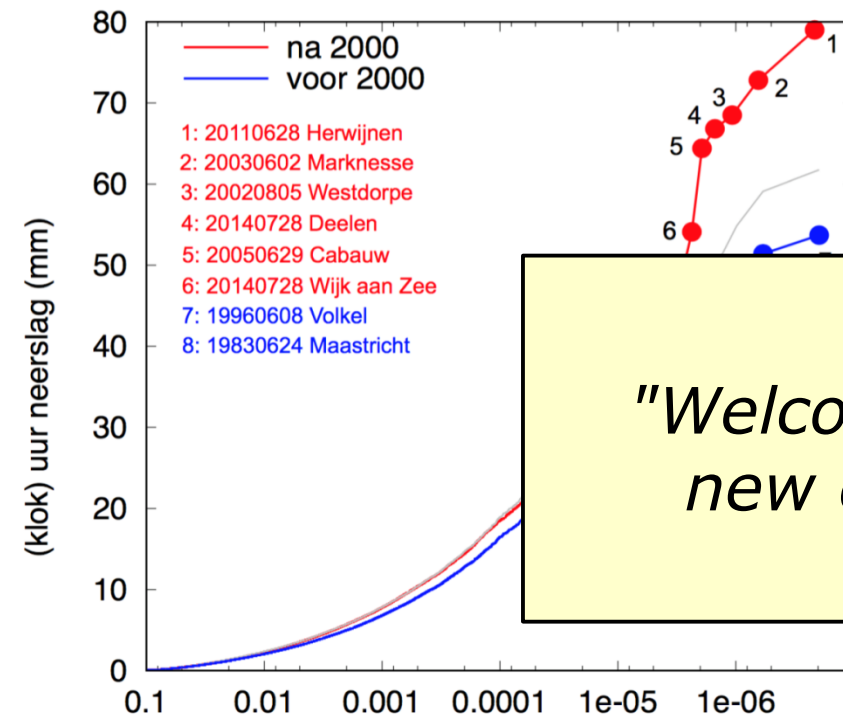 80
70
60
50
40
30
20
10
0
(klok) uur neerslag (mm)
na 2000
voor 2000
1: 20110628 Herwijnen
2: 20030602 Marknesse
3: 20020805 Westdorpe
4: 20140728 Deelen
5: 20050629 Cabauw
6: 20140728 Wijk aan Zee
7: 19960608 Volkel
8: 19830624 Maastricht
1
2
3
4
5
6
"Welco
new
0.1 0.01 0.001 0.0001 1e-05 1e-06